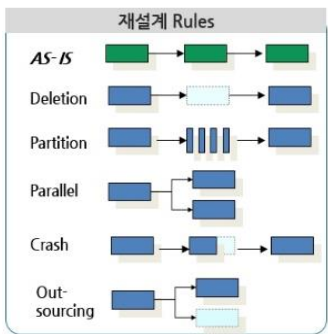 재설계 Rules
AS-IS
Deletion
Partition
Parallel
Crash
Out-
sourcing